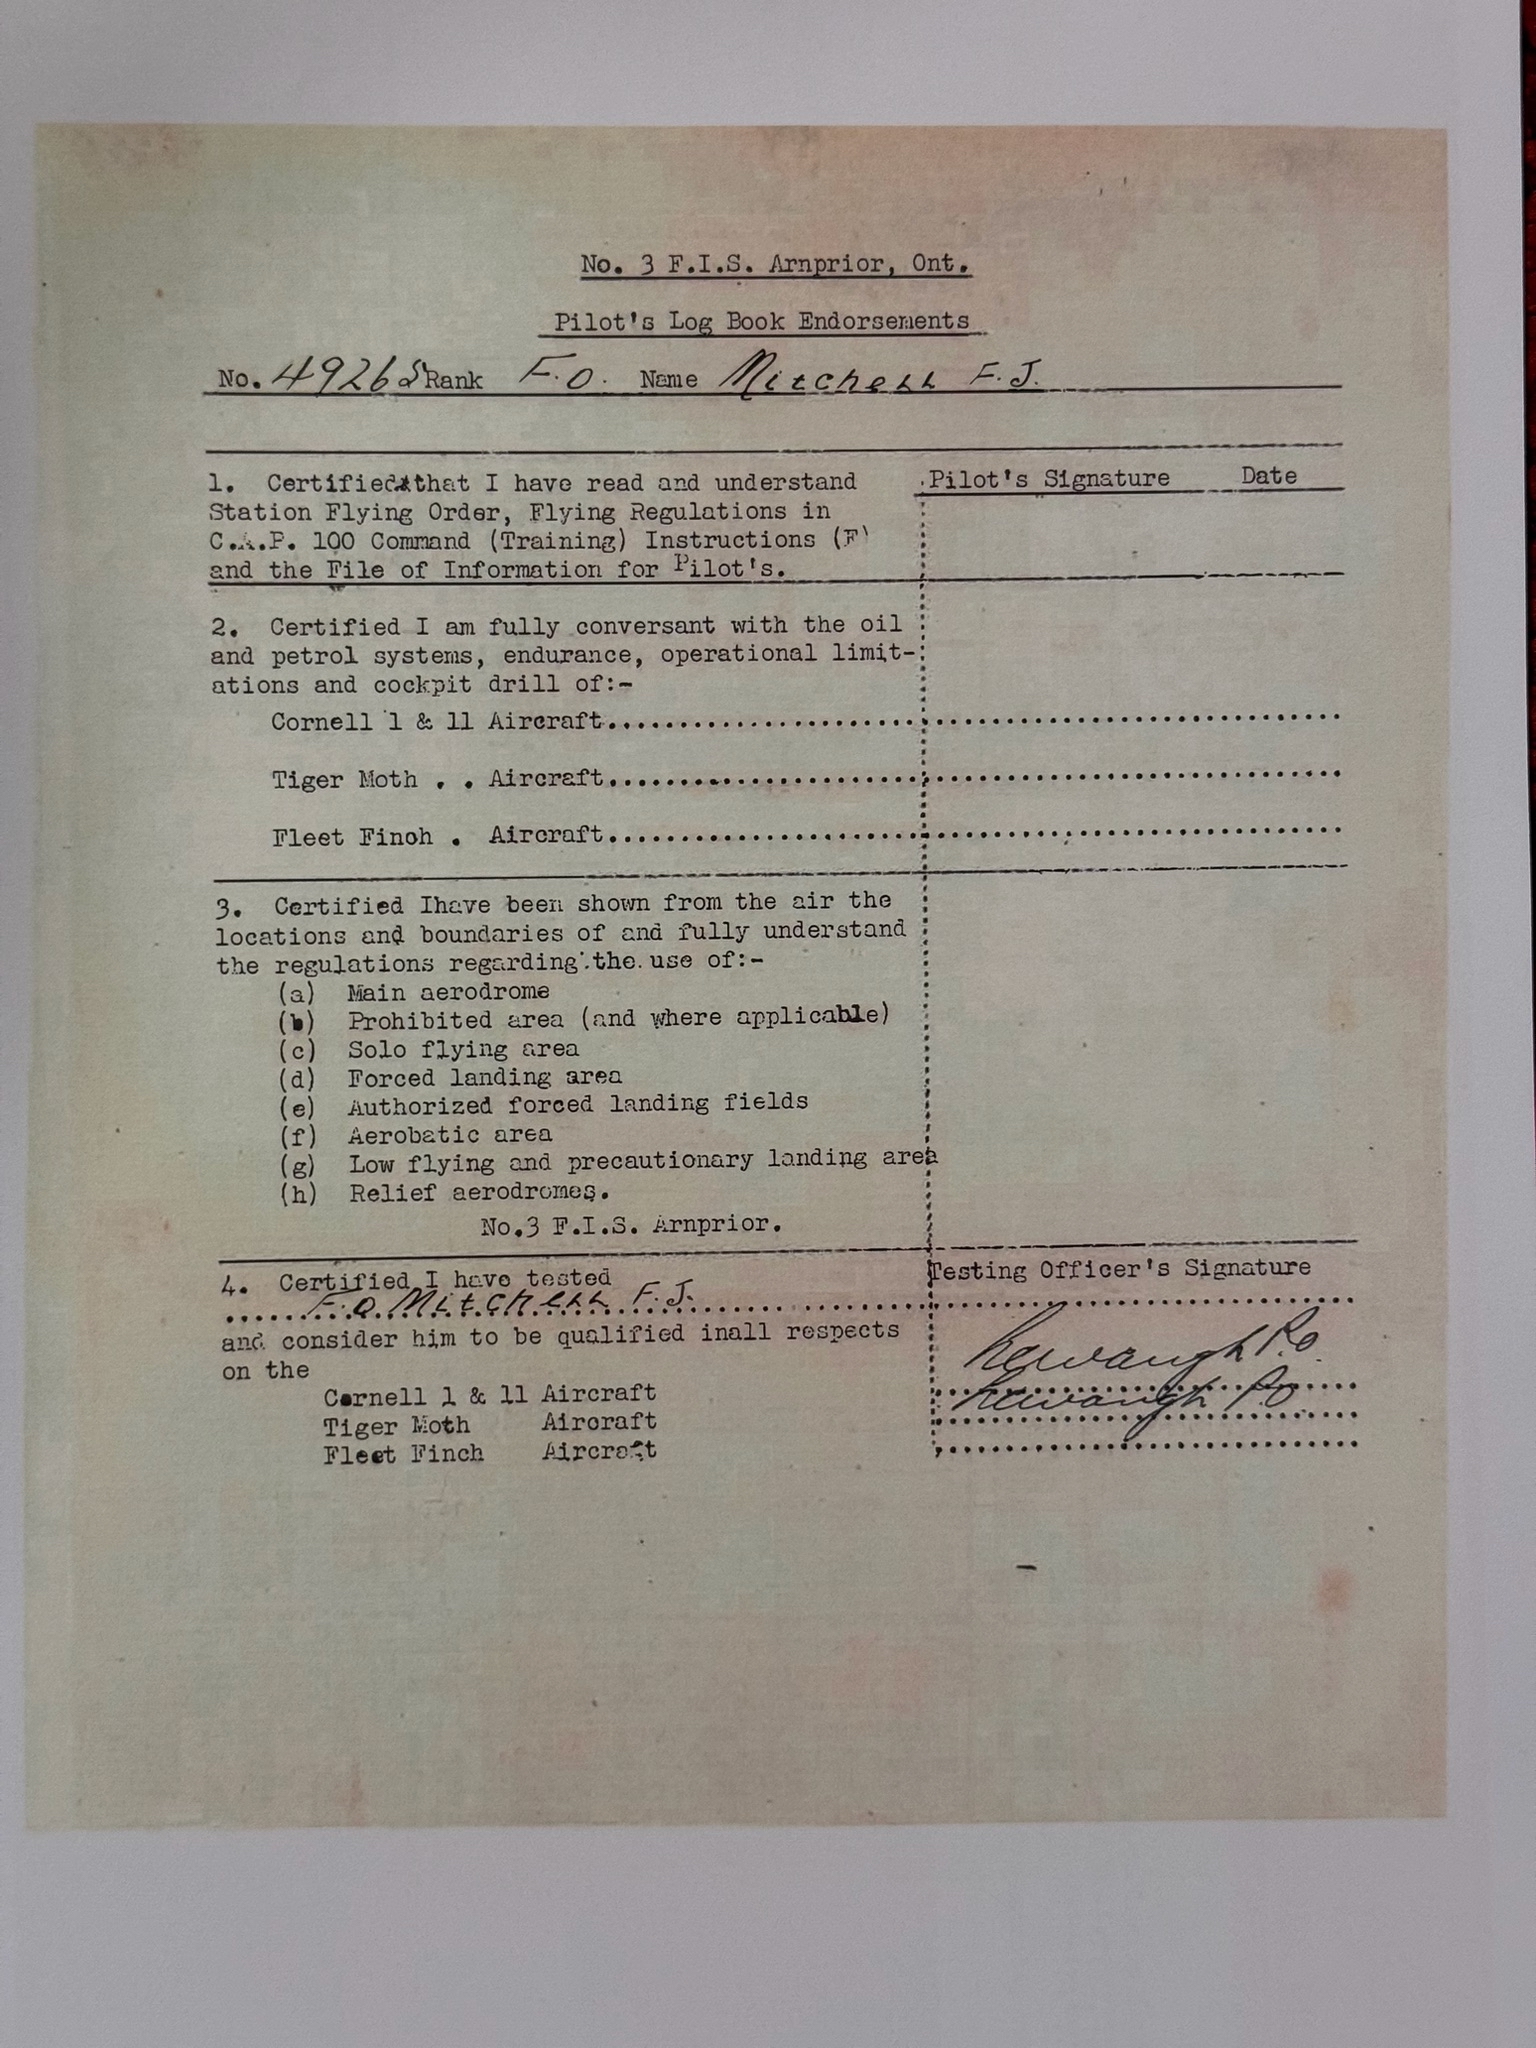 No. 3 F.I.S. Arnprior, Ont.
Pilot's Log Book Endorsements
No. 49265 Rank F.O. Name Mitchell F.J.
1. Certified that I have read and understand
Station Flying Order, Flying Regulations in
C.A.P. 100 Command (Training) Instructions (F)
and the File of Information for Pilot's.
Pilot's Signature Date
2. Certified I am fully conversant with the oil
and petrol systems, endurance, operational limit-
ations and cockpit drill of:-
Cornell 1 & 11 Aircraft
Tiger Moth . . Aircraft
Fleet Finch . Aircraft
3. Certified Ihave been shown from the air the
locations and boundaries of and fully understand
the regulations regarding the use of:-
(a) Main aerodrome
(b) Prohibited area (and where applicable)
(c) Solo flying area
(d) Forced landing area
(e) Authorized forced landing fields
(f) Aerobatic area
(g) Low flying and precautionary landing area
(h) Relief aerodromes.
No.3 F.I.S. Arnprior.
4. Certified I have tested
Testing Officer's Signature
F.O. Mitchell F.J.
and consider him to be qualified inall respects
on the
Cornell 1 & 11 Aircraft
Tiger Moth Aircraft
Fleet Finch Aircraft